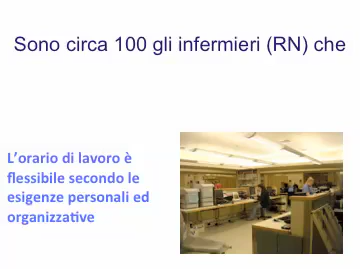 Sono circa 100 gli infermieri (RN) che
L’orario di lavoro è
flessibile secondo le
esigenze personali ed
organizzative